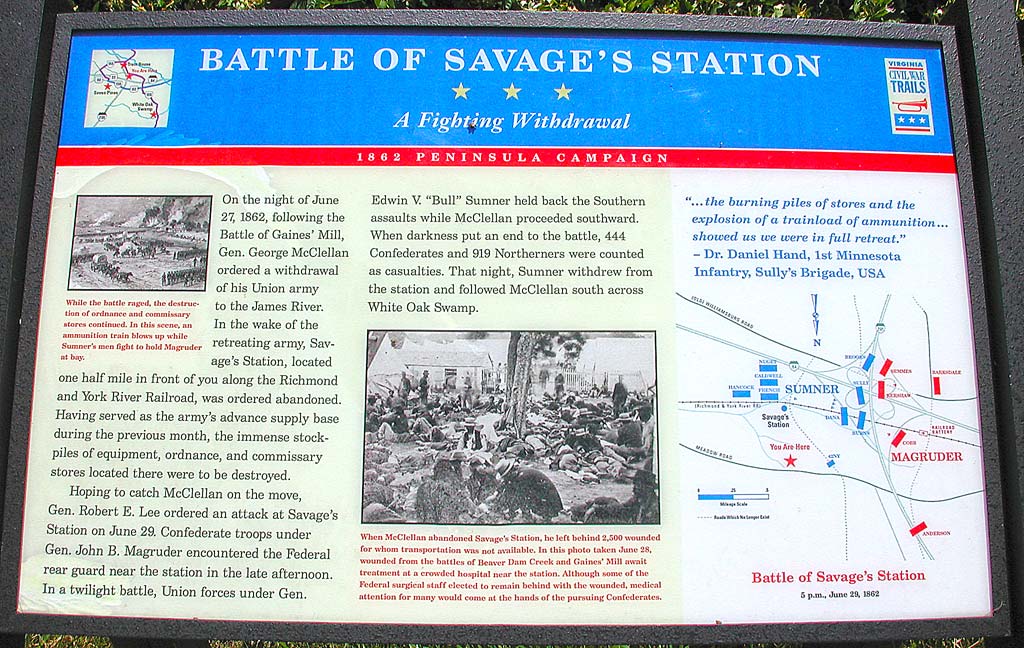 BATTLE OF SAVAGE'S STATION
A Fighting Withdrawal
1862 PENINSULA CAMPAIGN
You Are Here
Seven Pines
White Oak
Swamp
VIRGINIA
CIVIL WAR
TRAILS
On the night of June
27, 1862, following the
Battle of Gaines' Mill,
Gen. George McClellan
ordered a withdrawal
of his Union army
to the James River.
In the wake of the
retreating army, Sav-
age's Station, located
one half mile in front of you along the Richmond
and York River Railroad, was ordered abandoned.
Having served as the army's advance supply base
during the previous month, the immense stock-
piles of equipment, ordnance, and commissary
stores located there were to be destroyed.
Hoping to catch McClellan on the move,
Gen. Robert E. Lee ordered an attack at Savage's
Station on June 29. Confederate troops under
Gen. John B. Magruder encountered the Federal
rear guard near the station in the late afternoon.
In a twilight battle, Union forces under Gen.
While the battle raged, the destruc-
tion of ordnance and commissary
stores continued. In this scene, an
ammunition train blows up while
Sumner's men fight to hold Magruder
at bay.
Edwin V. "Bull" Sumner held back the Southern
assaults while McClellan proceeded southward.
When darkness put an end to the battle, 444
Confederates and 919 Northerners were counted
as casualties. That night, Sumner withdrew from
the station and followed McClellan south across
White Oak Swamp.
When McClellan abandoned Savage's Station, he left behind 2,500 wounded
for whom transportation was not available. In this photo taken June 28,
wounded from the battles of Beaver Dam Creek and Gaines' Mill await
treatment at a crowded hospital near the station. Although some of the
Federal surgical staff elected to remain behind with the wounded, medical
attention for many would come at the hands of the pursuing Confederates.
"...the burning piles of stores and the
explosion of a trainload of ammunition...
showed us we were in full retreat."
– Dr. Daniel Hand, 1st Minnesota
Infantry, Sully's Brigade, USA
(OLD) WILLIAMSBURG ROAD
N
NUGET
CALDWELL
FRENCH
HANCOCK
SUMNER
BROOKS
SEMMES
BARKSDALE
SULLY
KERSHAW
(Richmond & York River RR)
Savage's
Station
DANA
BURNS
RAILROAD
BATTERY
COBB
MAGRUDER
You Are Here
MEADOW ROAD
0 .25 .5
Mileage Scale
Roads Which No Longer Exist
ANDERSON
Battle of Savage's Station
5 p.m., June 29, 1862